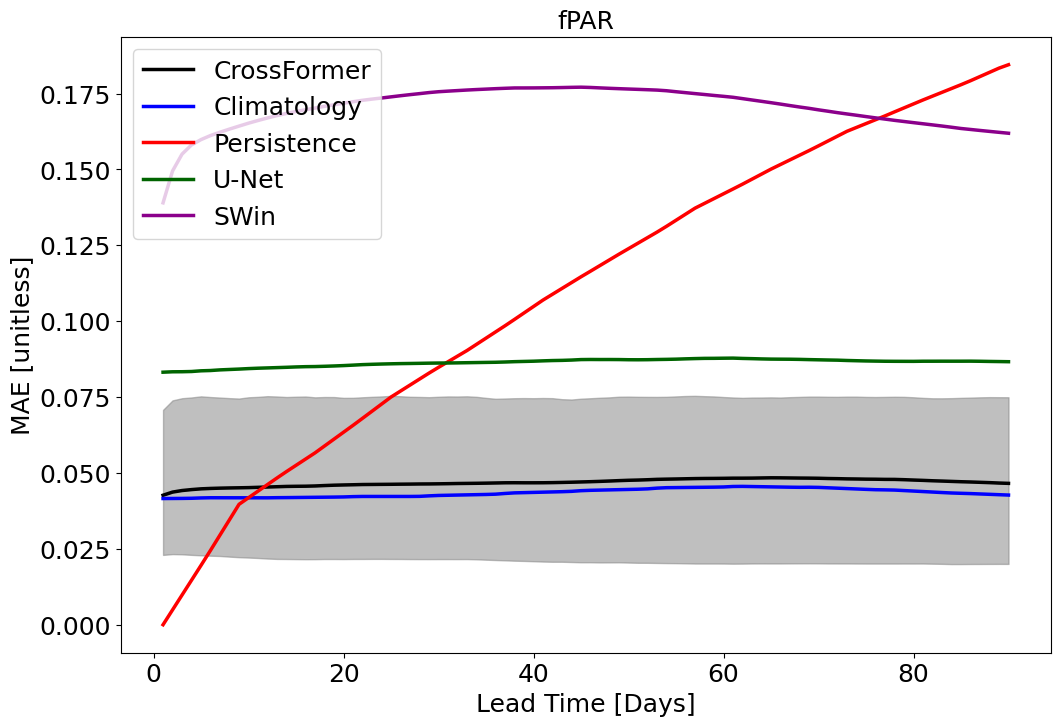 fPAR
CrossFormer
Climatology
Persistence
U-Net
SWin
MAE [unitless]
0.175
0.150
0.125
0.100
0.075
0.050
0.025
0.000
0 20 40 60 80
Lead Time [Days]